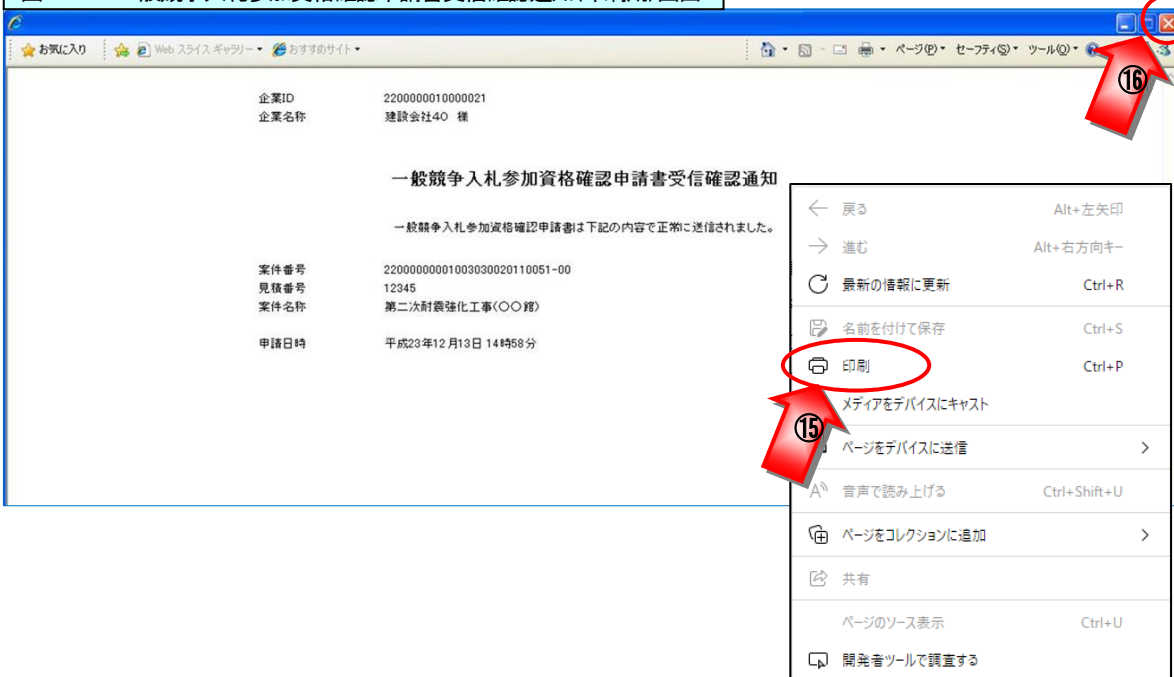 お気に入り Web スライス ギャラリー おすすめサイト ページ(P) セーフティ(S) ツール(O)
⑯
企業ID 2200000010000021
企業名称 建設会社40 様
一般競争入札参加資格確認申請書受信確認通知
一般競争入札参加資格確認申請書は下記の内容で正常に送信されました。
案件番号 22000000001003030020110051-00
見積番号 12345
案件名称 第二次耐震強化工事(〇〇館)
申請日時 平成23年12月13日 14時58分
戻る Alt+左矢印
進む Alt+右方向キー
最新の情報に更新 Ctrl+R
名前を付けて保存 Ctrl+S
印刷 Ctrl+P
メディアをデバイスにキャスト
⑮
ページをデバイスに送信
音声で読み上げる Ctrl+Shift+U
ページをコレクションに追加
共有
ページのソース表示 Ctrl+U
開発者ツールで調査する